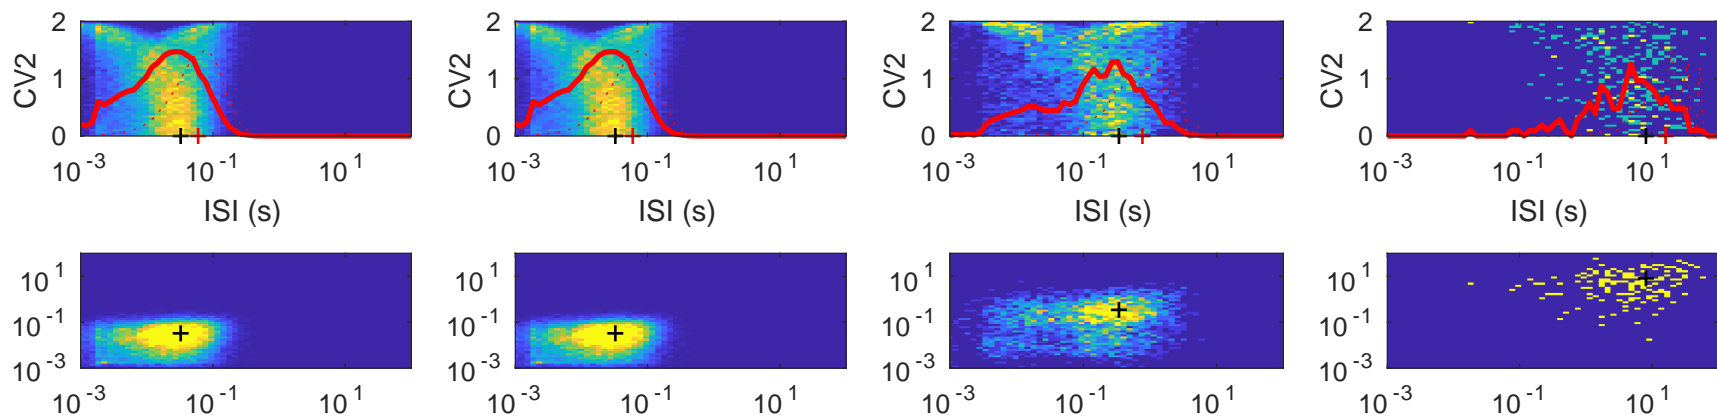 2 2 2 2
CV2 CV2 CV2 CV2
1 1 1 1
0 0 0 0
10^-3 10^-1 10^1 10^-3 10^-1 10^1 10^-3 10^-1 10^1 10^-3 10^-1 10^1
ISI (s) ISI (s) ISI (s) ISI (s)
10^1 10^1 10^1 10^1
10^-1 10^-1 10^-1 10^-1
10^-3 10^-3 10^-3 10^-3
10^-3 10^-1 10^1 10^-3 10^-1 10^1 10^-3 10^-1 10^1 10^-3 10^-1 10^1